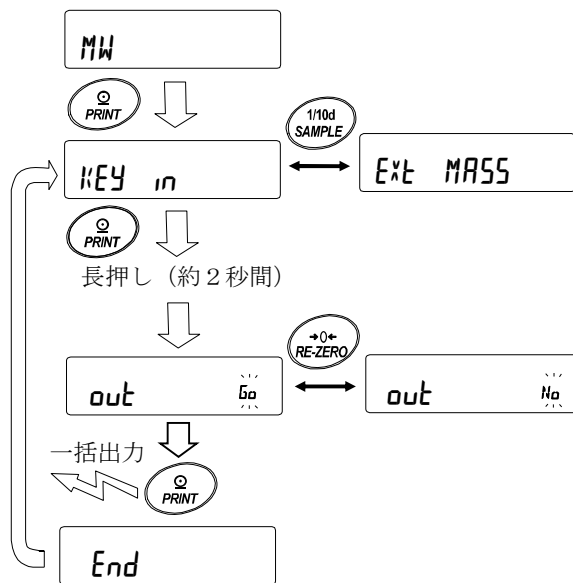 MW
PRINT
1/10d
SAMPLE
KEY in
Ext MASS
PRINT
長押し（約２秒間）
→0←
RE-ZERO
out Go
out No
一括出力
PRINT
End